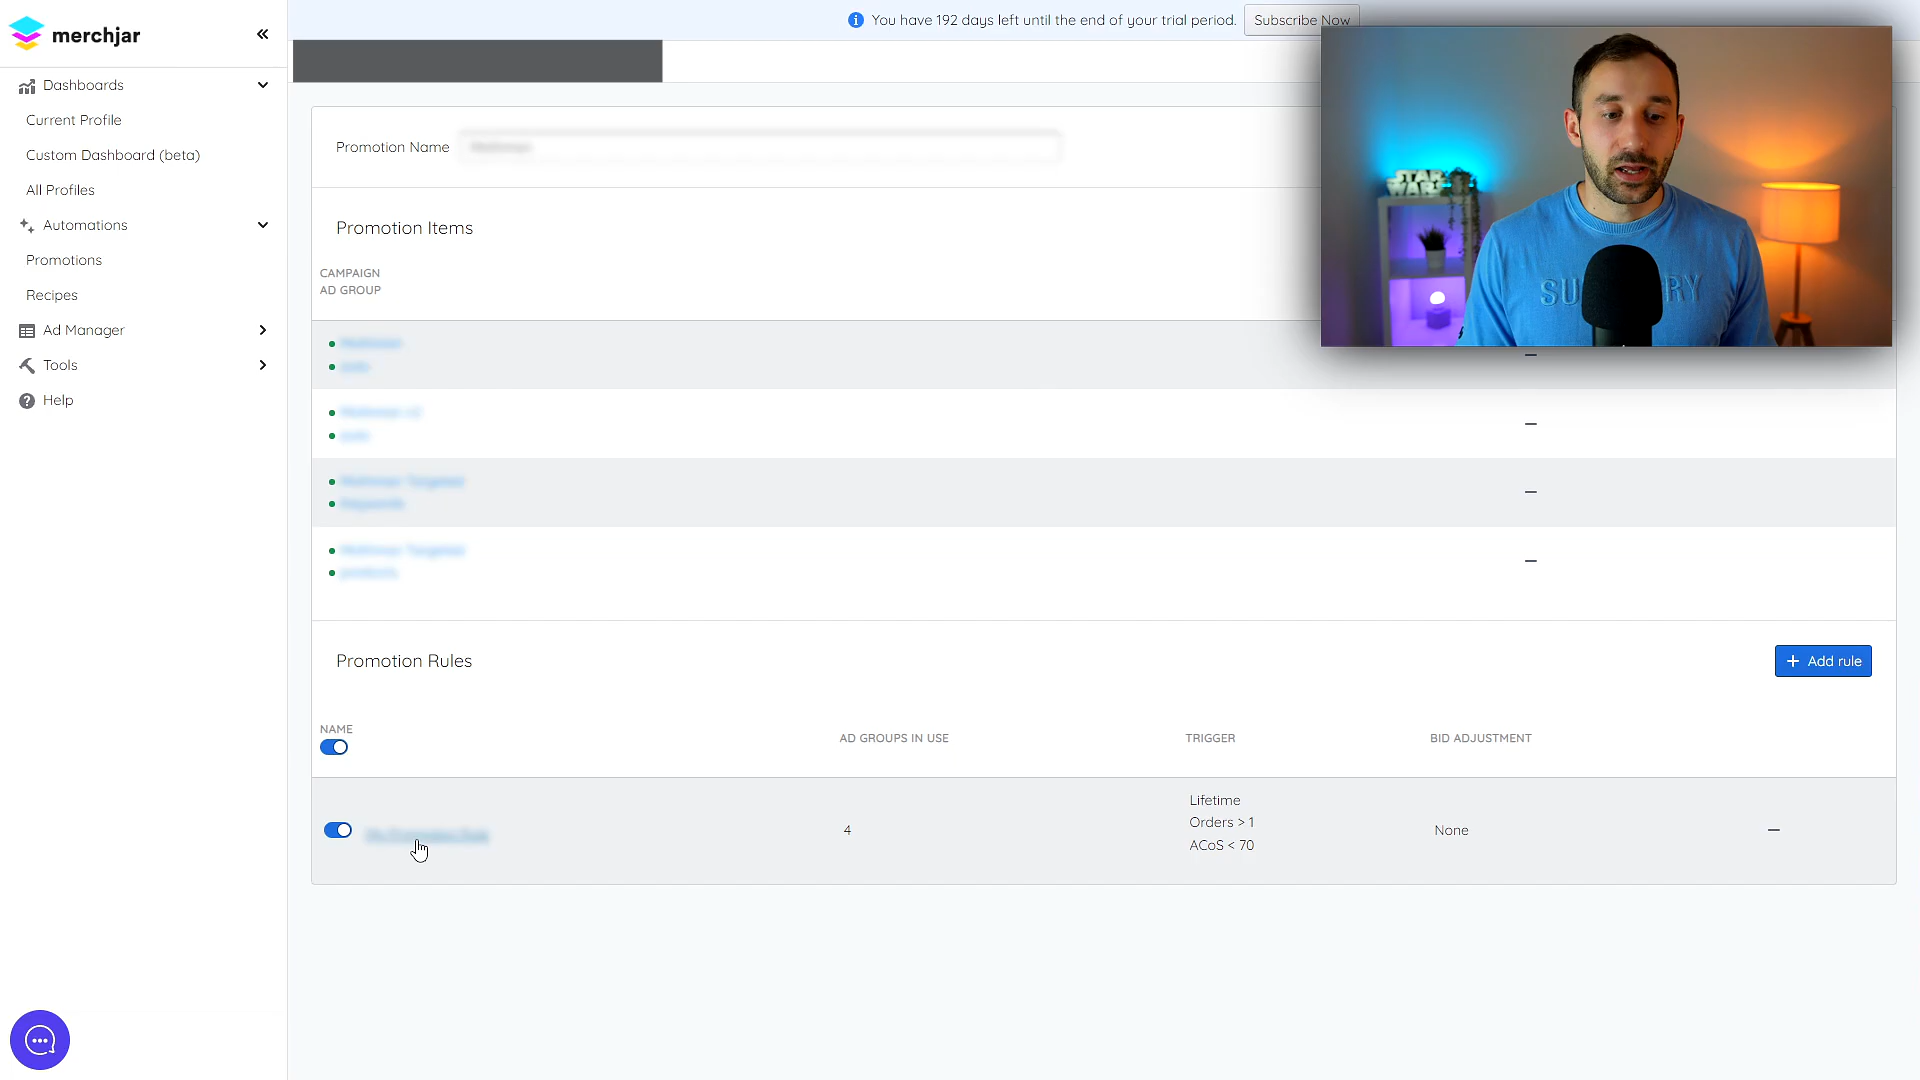 merchjar
You have 192 days left until the end of your trial period.
Subscribe Now
Dashboards
Current Profile
Custom Dashboard (beta)
All Profiles
Automations
Promotions
Recipes
Ad Manager
Tools
Help
Promotion Name
Promotion Items
CAMPAIGN
AD GROUP
Promotion Rules
+ Add rule
NAME
AD GROUPS IN USE
TRIGGER
BID ADJUSTMENT
4
Lifetime
Orders > 1
ACoS < 70
None
STAR
WARS